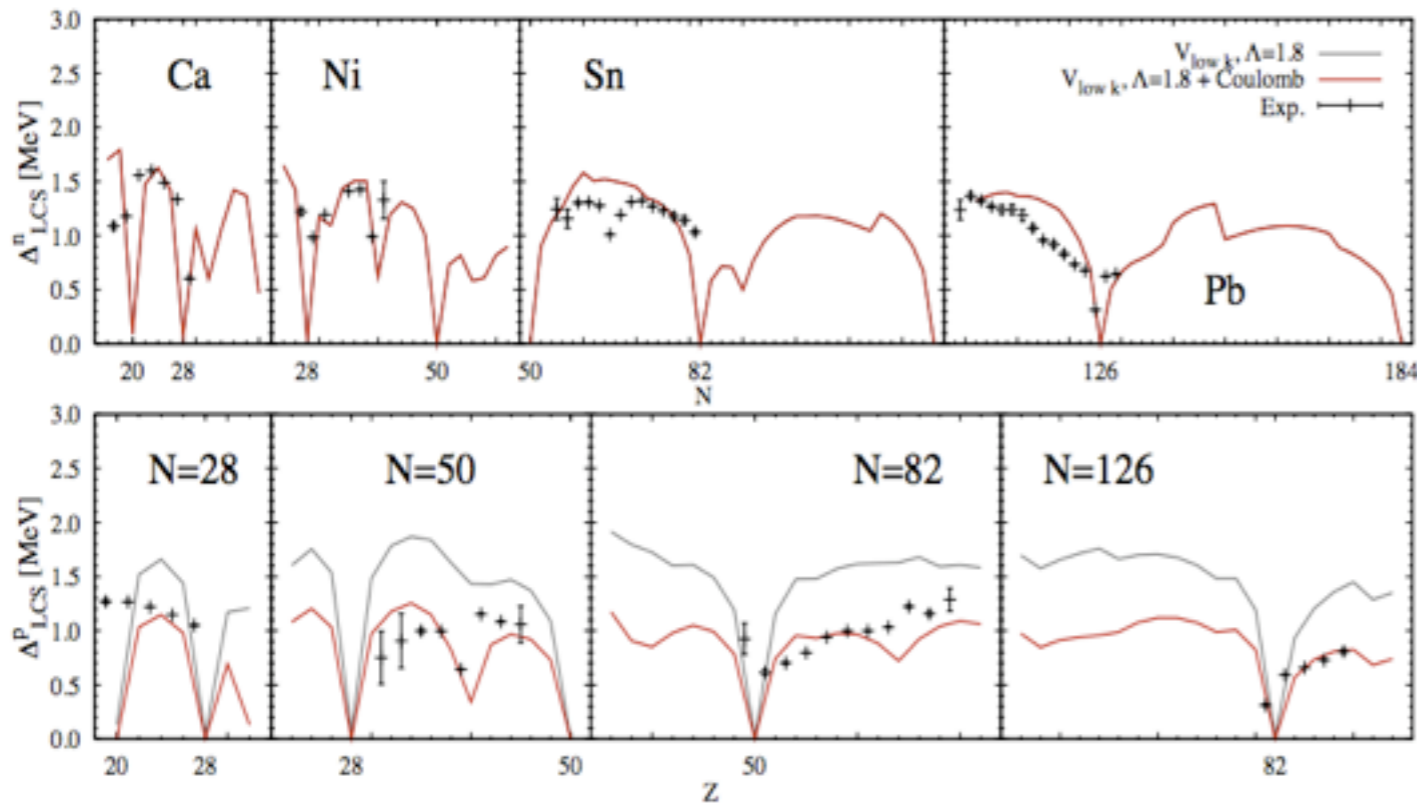 3.0
2.5
2.0
1.5
1.0
0.5
0.0
Δⁿ_LCS [MeV]
Ca
Ni
Sn
Pb
V_low k, Λ=1.8
V_low k, Λ=1.8 + Coulomb
Exp.
20 28
28 50
50 82
126 184
N
3.0
2.5
2.0
1.5
1.0
0.5
0.0
Δᵖ_LCS [MeV]
N=28
N=50
N=82
N=126
20 28
28 50
50
82
Z